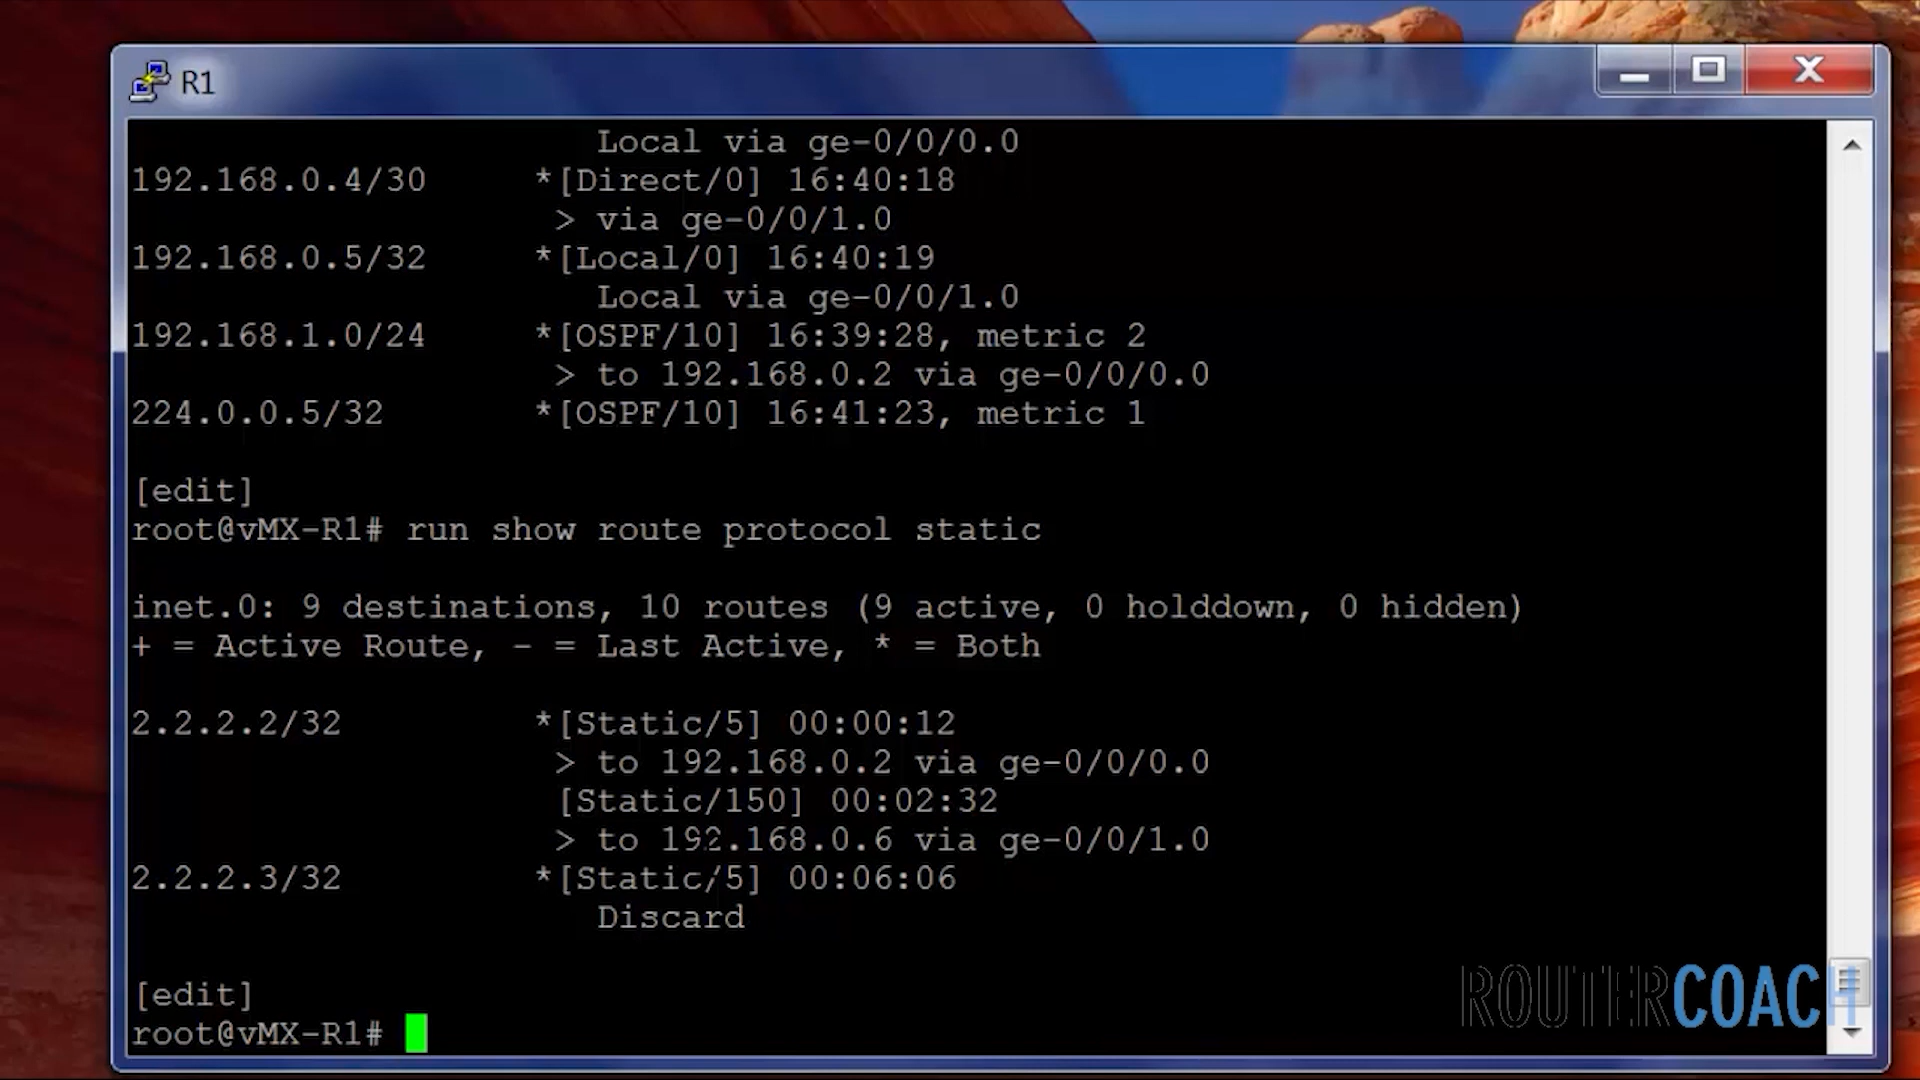 R1
Local via ge-0/0/0.0
192.168.0.4/30 *[Direct/0] 16:40:18
> via ge-0/0/1.0
192.168.0.5/32 *[Local/0] 16:40:19
Local via ge-0/0/1.0
192.168.1.0/24 *[OSPF/10] 16:39:28, metric 2
> to 192.168.0.2 via ge-0/0/0.0
224.0.0.5/32 *[OSPF/10] 16:41:23, metric 1
[edit]
root@vMX-R1# run show route protocol static
inet.0: 9 destinations, 10 routes (9 active, 0 holddown, 0 hidden)
+ = Active Route, - = Last Active, * = Both
2.2.2.2/32 *[Static/5] 00:00:12
> to 192.168.0.2 via ge-0/0/0.0
[Static/150] 00:02:32
> to 192.168.0.6 via ge-0/0/1.0
2.2.2.3/32 *[Static/5] 00:06:06
Discard
[edit]
root@vMX-R1#
ROUTERCOACH